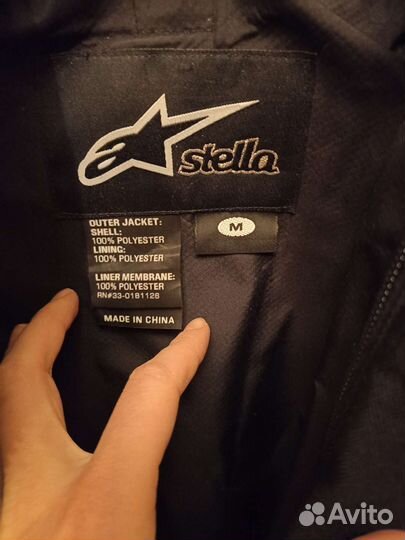 stella
OUTER JACKET:
SHELL:
100% POLYESTER
LINING:
100% POLYESTER
LINER MEMBRANE:
100% POLYESTER
RN#33-0181128
MADE IN CHINA
M
Avito